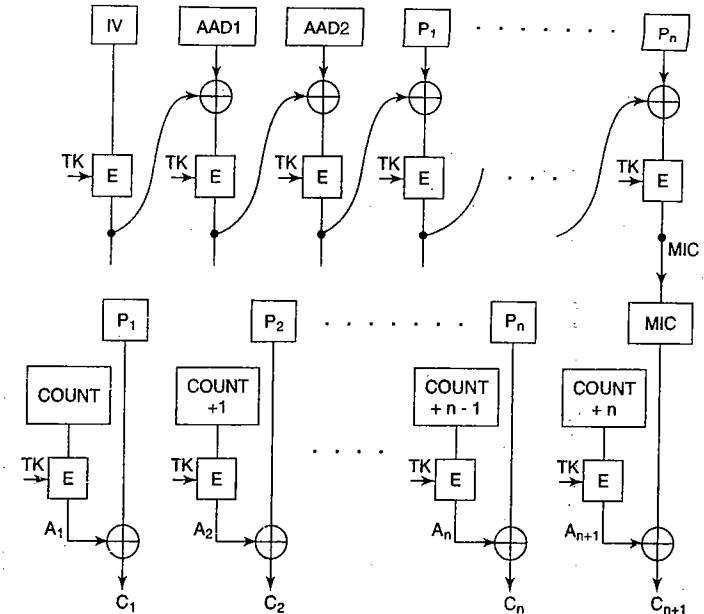 IV AAD1 AAD2 P₁ Pₙ
TK E TK E TK E TK E TK E
MIC
P₁ P₂ Pₙ MIC
COUNT COUNT +1 COUNT + n - 1 COUNT + n
TK E TK E TK E TK E
A₁ A₂ Aₙ Aₙ₊₁
C₁ C₂ Cₙ Cₙ₊₁